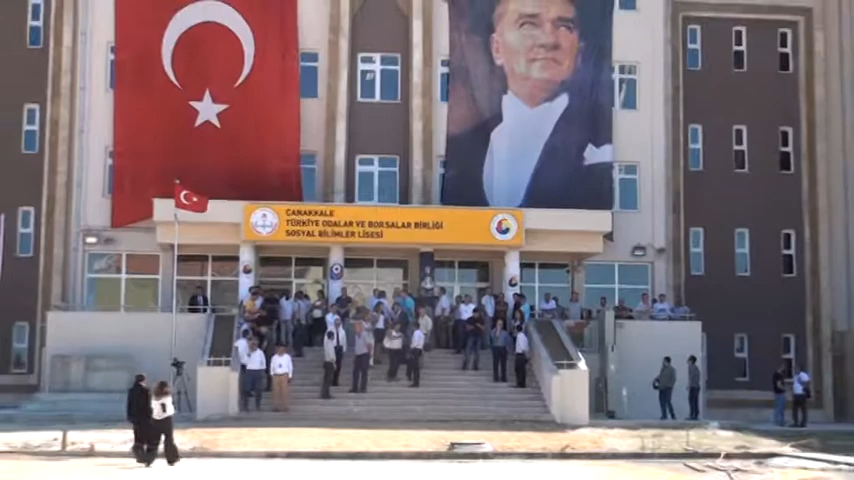 ÇANAKKALE
TÜRKİYE ODALAR VE BORSALAR BİRLİĞİ
SOSYAL BİLİMLER LİSESİ